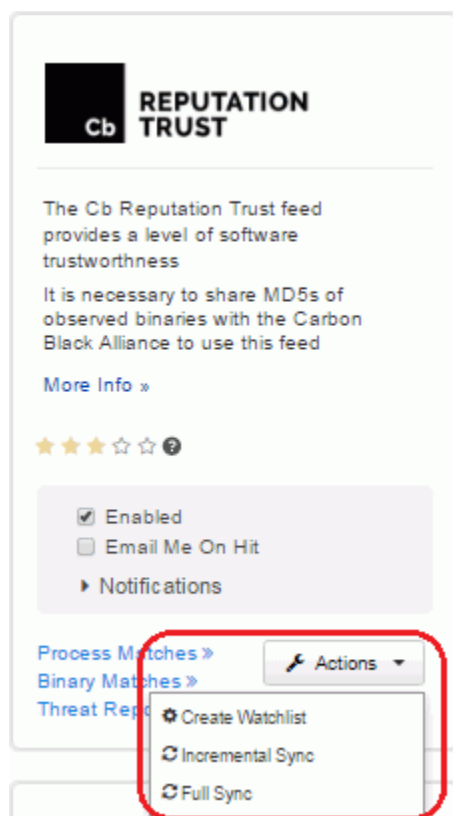 Cb
REPUTATION
TRUST
The Cb Reputation Trust feed
provides a level of software
trustworthness
It is necessary to share MD5s of
observed binaries with the Carbon
Black Alliance to use this feed
More Info »
Enabled
Email Me On Hit
Notifications
Process Matches »
Binary Matches »
Threat
Actions
Create Watchlist
Incremental Sync
Full Sync